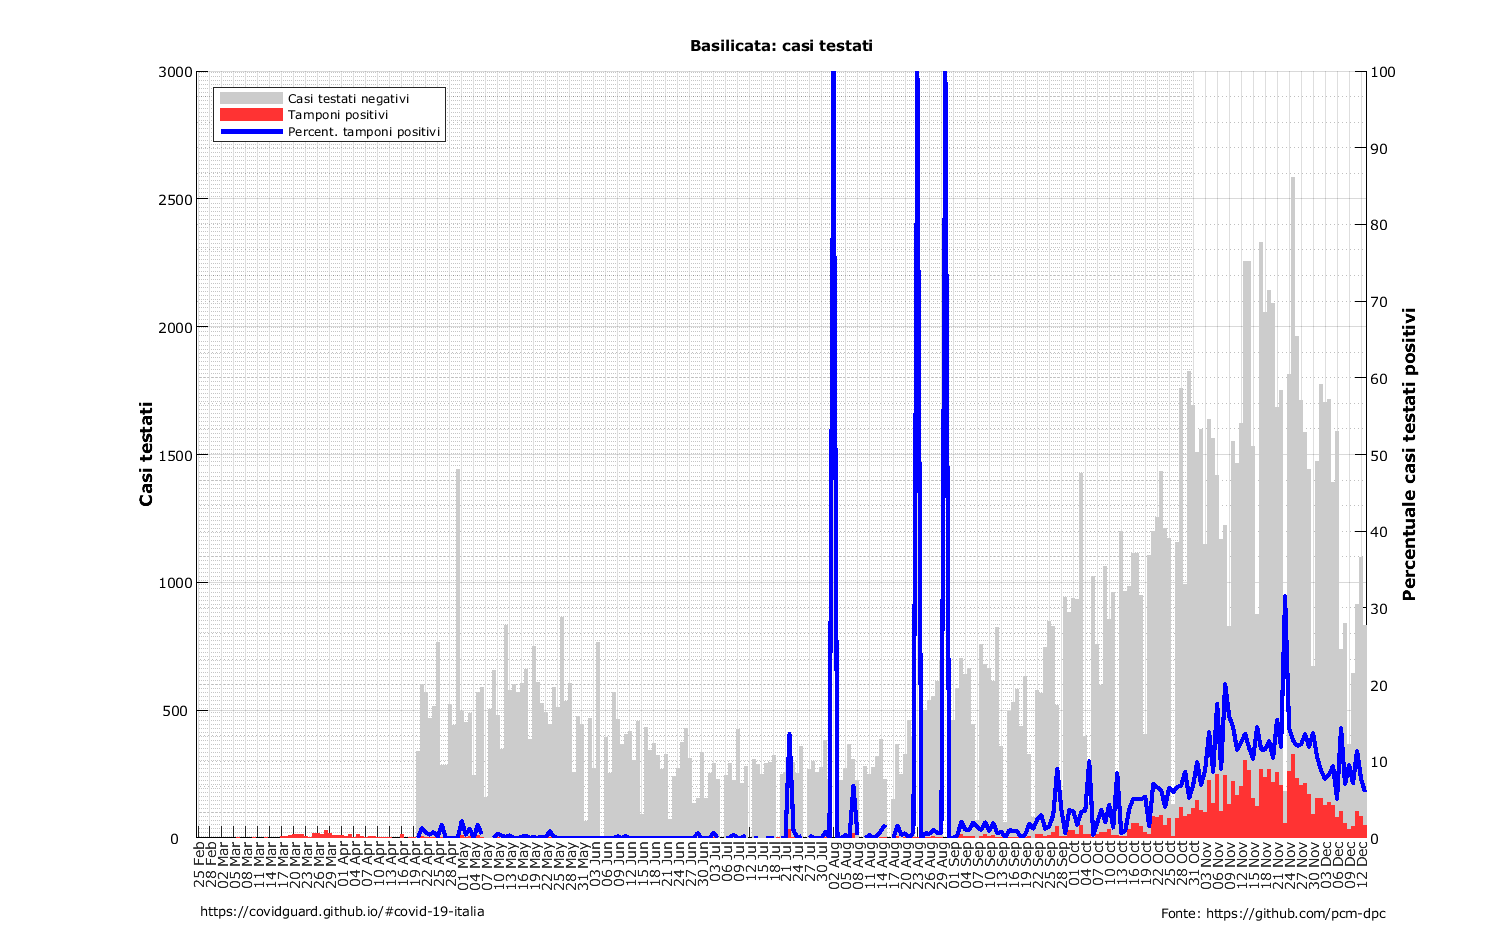 Basilicata: casi testati
Casi testati negativi
Tamponi positivi
Percent. tamponi positivi
Casi testati
3000
2500
2000
1500
1000
500
0
100
90
80
70
60
50
40
30
20
10
0
Percentuale casi testati positivi
25 Feb
28 Feb
02 Mar
05 Mar
08 Mar
11 Mar
14 Mar
17 Mar
20 Mar
23 Mar
26 Mar
29 Mar
01 Apr
04 Apr
07 Apr
10 Apr
13 Apr
16 Apr
19 Apr
22 Apr
25 Apr
28 Apr
01 May
04 May
07 May
10 May
13 May
16 May
19 May
22 May
25 May
28 May
31 May
03 Jun
06 Jun
09 Jun
12 Jun
15 Jun
18 Jun
21 Jun
24 Jun
27 Jun
30 Jun
03 Jul
06 Jul
09 Jul
12 Jul
15 Jul
18 Jul
21 Jul
24 Jul
27 Jul
30 Jul
02 Aug
05 Aug
08 Aug
11 Aug
14 Aug
17 Aug
20 Aug
23 Aug
26 Aug
29 Aug
01 Sep
04 Sep
07 Sep
10 Sep
13 Sep
16 Sep
19 Sep
22 Sep
25 Sep
28 Sep
01 Oct
04 Oct
07 Oct
10 Oct
13 Oct
16 Oct
19 Oct
22 Oct
25 Oct
28 Oct
31 Oct
03 Nov
06 Nov
09 Nov
12 Nov
15 Nov
18 Nov
21 Nov
24 Nov
27 Nov
30 Nov
03 Dec
06 Dec
09 Dec
12 Dec
https://covidguard.github.io/#covid-19-italia
Fonte: https://github.com/pcm-dpc